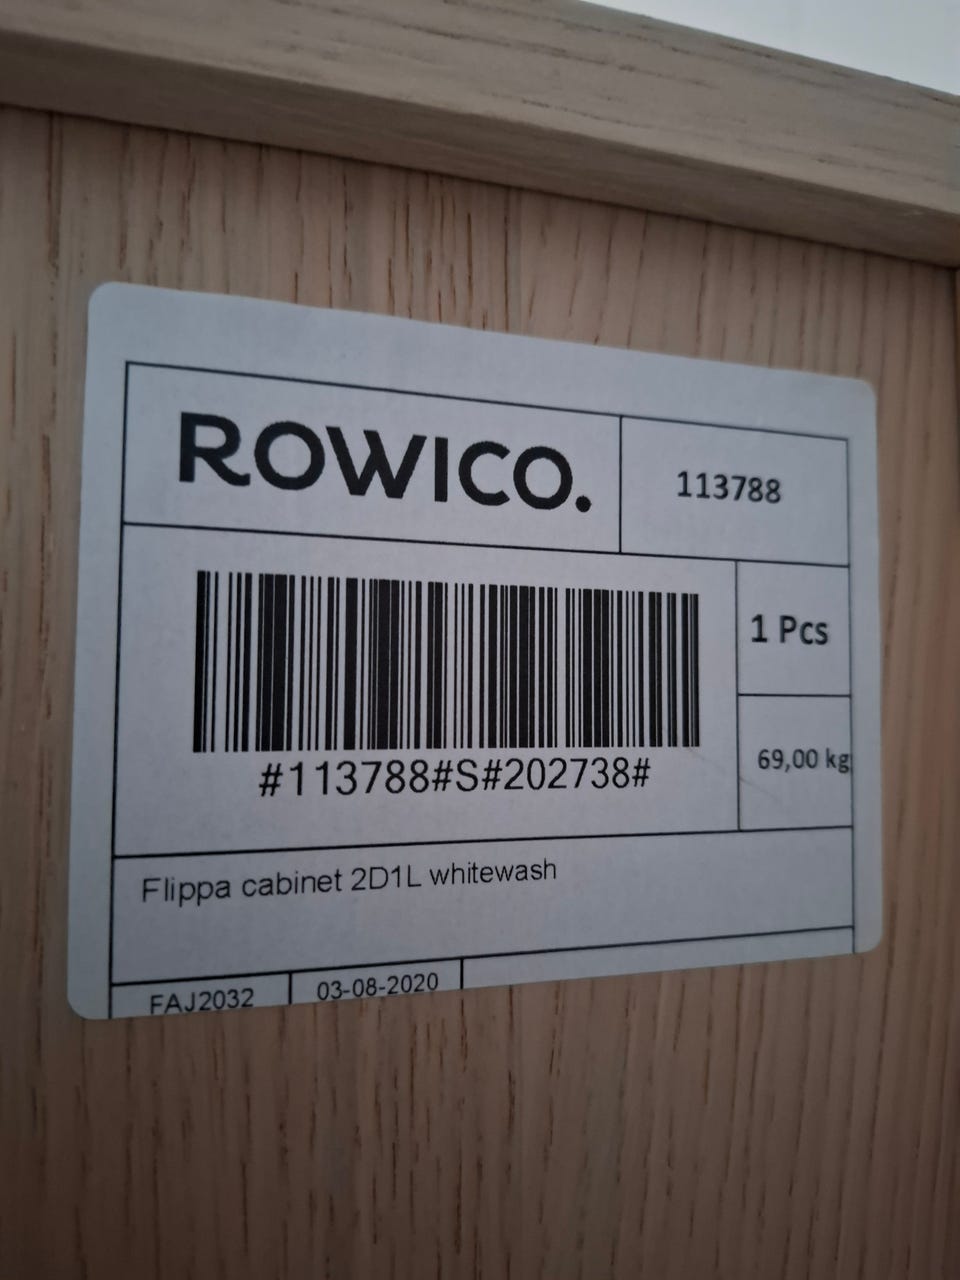 ROWICO.
113788
1 Pcs
#113788#S#202738#
69,00 kg
Flippa cabinet 2D1L whitewash
FAJ2032
03-08-2020